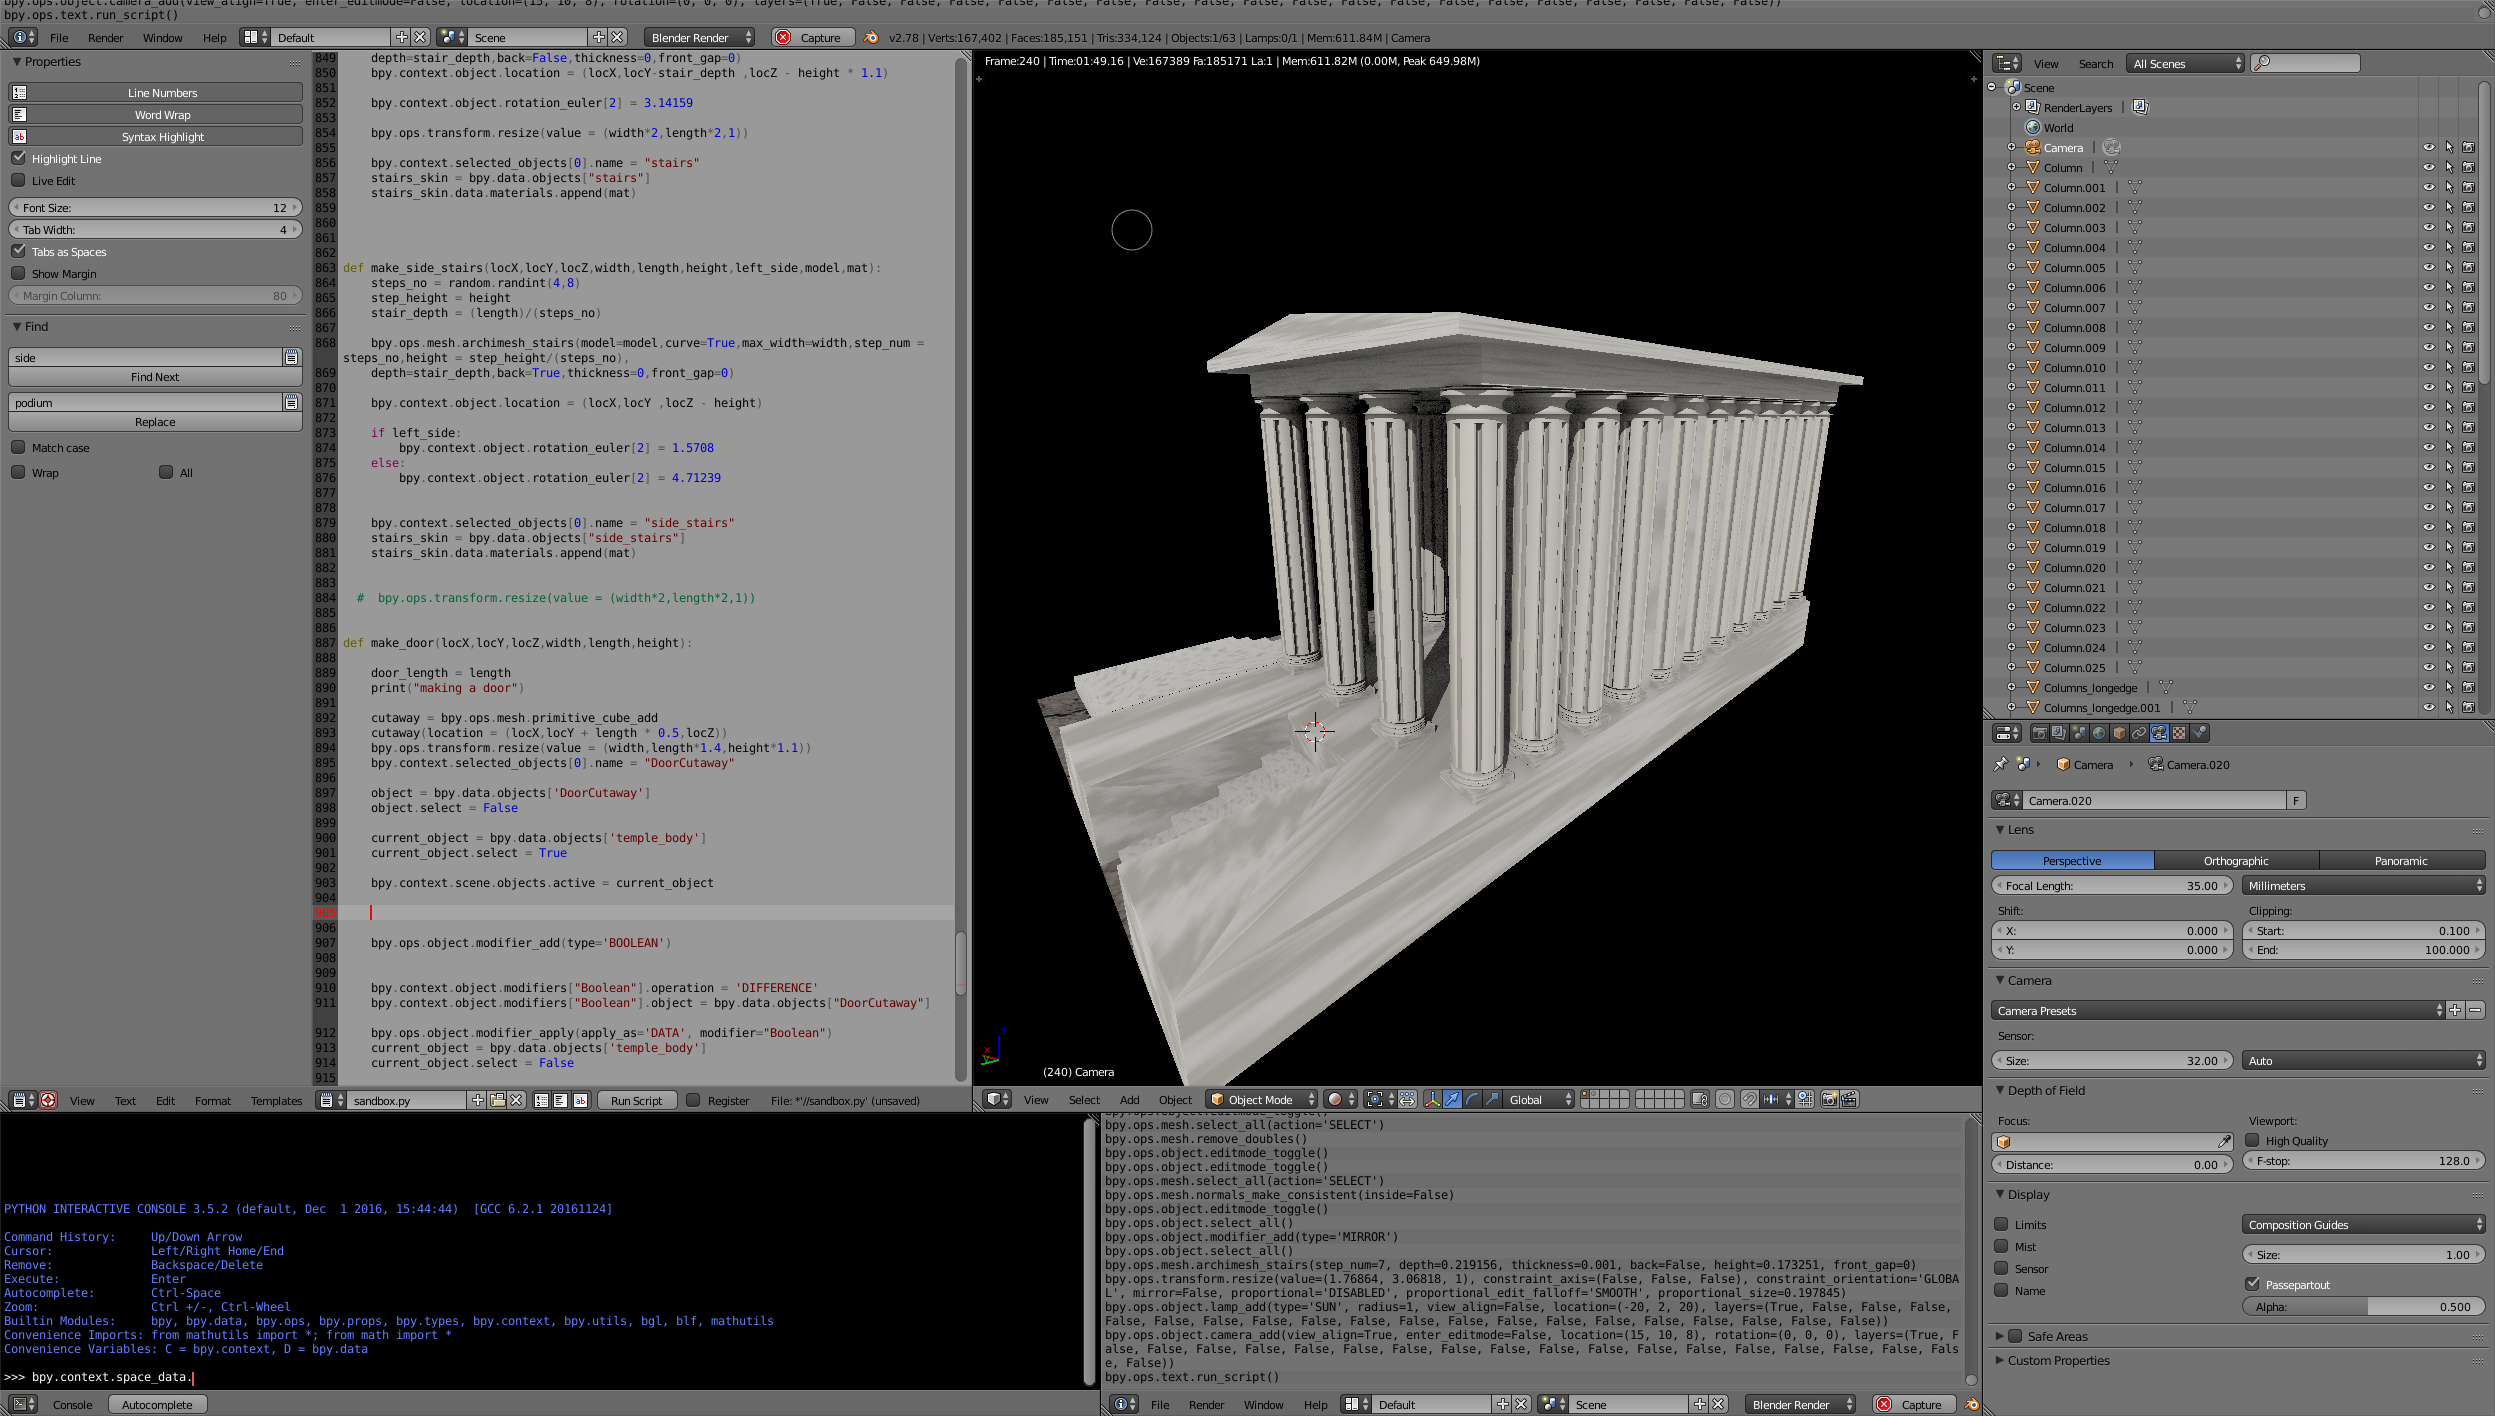 bpy.ops.object.camera_add(view_align=True, enter_editmode=False, location=(15, 10, 8), rotation=(0, 0, 0), layers=(True, False, False, False, False, False, False, False, False, False, False, False, False, False, False, False, False, False, False, False))
bpy.ops.text.run_script()
File Render Window Help Default Scene Blender Render Capture v2.78 | Verts:167,402 | Faces:185,151 | Tris:334,124 | Objects:1/63 | Lamps:0/1 | Mem:611.84M | Camera
Properties
Line Numbers
Word Wrap
Syntax Highlight
Highlight Line
Live Edit
Font Size: 12
Tab Width: 4
Tabs as Spaces
Show Margin
Margin Column: 80
Find
side
Find Next
podium
Replace
Match case
Wrap All
849 depth=stair_depth,back=False,thickness=0,front_gap=0)
850 bpy.context.object.location = (locX,locY-stair_depth ,locZ - height * 1.1)
851
852 bpy.context.object.rotation_euler[2] = 3.14159
853
854 bpy.ops.transform.resize(value = (width*2,length*2,1))
855
856 bpy.context.selected_objects[0].name = "stairs"
857 stairs_skin = bpy.data.objects["stairs"]
858 stairs_skin.data.materials.append(mat)
859
860
861
862
863 def make_side_stairs(locX,locY,locZ,width,length,height,left_side,model,mat):
864 steps_no = random.randint(4,8)
865 step_height = height
866 stair_depth = (length)/(steps_no)
867
868 bpy.ops.mesh.archimesh_stairs(model=model,curve=True,max_width=width,step_num =
steps_no,height = step_height/(steps_no),
869 depth=stair_depth,back=True,thickness=0,front_gap=0)
870
871 bpy.context.object.location = (locX,locY ,locZ - height)
872
873 if left_side:
874 bpy.context.object.rotation_euler[2] = 1.5708
875 else:
876 bpy.context.object.rotation_euler[2] = 4.71239
877
878
879 bpy.context.selected_objects[0].name = "side_stairs"
880 stairs_skin = bpy.data.objects["side_stairs"]
881 stairs_skin.data.materials.append(mat)
882
883
884 # bpy.ops.transform.resize(value = (width*2,length*2,1))
885
886
887 def make_door(locX,locY,locZ,width,length,height):
888
889 door_length = length
890 print("making a door")
891
892 cutaway = bpy.ops.mesh.primitive_cube_add
893 cutaway(location = (locX,locY + length * 0.5,locZ))
894 bpy.ops.transform.resize(value = (width,length*1.4,height*1.1))
895 bpy.context.selected_objects[0].name = "DoorCutaway"
896
897 object = bpy.data.objects['DoorCutaway']
898 object.select = False
899
900 current_object = bpy.data.objects['temple_body']
901 current_object.select = True
902
903 bpy.context.scene.objects.active = current_object
904
905
906
907 bpy.ops.object.modifier_add(type='BOOLEAN')
908
909
910 bpy.context.object.modifiers["Boolean"].operation = 'DIFFERENCE'
911 bpy.context.object.modifiers["Boolean"].object = bpy.data.objects["DoorCutaway"]
912 bpy.ops.object.modifier_apply(apply_as='DATA', modifier="Boolean")
913 current_object = bpy.data.objects['temple_body']
914 current_object.select = False
915
View Text Edit Format Templates sandbox.py Run Script Register File: *'//sandbox.py' (unsaved)
Frame:240 | Time:01:49.16 | Ve:167389 Fa:185171 La:1 | Mem:611.82M (0.00M, Peak 649.98M)
z
x
y
(240) Camera
View Select Add Object Object Mode Global
View Search All Scenes
Scene
RenderLayers |
World
Camera |
Column |
Column.001 |
Column.002 |
Column.003 |
Column.004 |
Column.005 |
Column.006 |
Column.007 |
Column.008 |
Column.009 |
Column.010 |
Column.011 |
Column.012 |
Column.013 |
Column.014 |
Column.015 |
Column.016 |
Column.017 |
Column.018 |
Column.019 |
Column.020 |
Column.021 |
Column.022 |
Column.023 |
Column.024 |
Column.025 |
Columns_longedge |
Columns_longedge.001 |
Camera Camera.020
Camera.020 F
Lens
Perspective Orthographic Panoramic
Focal Length: 35.00 Millimeters
Shift: Clipping:
X: 0.000 Start: 0.100
Y: 0.000 End: 100.000
Camera
Camera Presets
Sensor:
Size: 32.00 Auto
Depth of Field
Focus: Viewport:
High Quality
Distance: 0.00 F-stop: 128.0
Display
Limits Composition Guides
Mist Size: 1.00
Sensor Passepartout
Name Alpha: 0.500
Safe Areas
Custom Properties
PYTHON INTERACTIVE CONSOLE 3.5.2 (default, Dec  1 2016, 15:44:44)  [GCC 6.2.1 20161124]
Command History: Up/Down Arrow
Cursor: Left/Right Home/End
Remove: Backspace/Delete
Execute: Enter
Autocomplete: Ctrl-Space
Zoom: Ctrl +/-, Ctrl-Wheel
Builtin Modules: bpy, bpy.data, bpy.ops, bpy.props, bpy.types, bpy.context, bpy.utils, bgl, blf, mathutils
Convenience Imports: from mathutils import *; from math import *
Convenience Variables: C = bpy.context, D = bpy.data
>>> bpy.context.space_data.
Console Autocomplete
bpy.ops.object.editmode_toggle()
bpy.ops.mesh.select_all(action='SELECT')
bpy.ops.mesh.remove_doubles()
bpy.ops.object.editmode_toggle()
bpy.ops.object.editmode_toggle()
bpy.ops.mesh.select_all(action='SELECT')
bpy.ops.mesh.normals_make_consistent(inside=False)
bpy.ops.object.editmode_toggle()
bpy.ops.object.select_all()
bpy.ops.object.modifier_add(type='MIRROR')
bpy.ops.object.select_all()
bpy.ops.mesh.archimesh_stairs(step_num=7, depth=0.219156, thickness=0.001, back=False, height=0.173251, front_gap=0)
bpy.ops.transform.resize(value=(1.76864, 3.06818, 1), constraint_axis=(False, False, False), constraint_orientation='GLOBA
L', mirror=False, proportional='DISABLED', proportional_edit_falloff='SMOOTH', proportional_size=0.197845)
bpy.ops.object.lamp_add(type='SUN', radius=1, view_align=False, location=(-20, 2, 20), layers=(True, False, False, False,
False, False, False, False, False, False, False, False, False, False, False, False, False, False, False, False))
bpy.ops.object.camera_add(view_align=True, enter_editmode=False, location=(15, 10, 8), rotation=(0, 0, 0), layers=(True, F
alse, False, False, False, False, False, False, False, False, False, False, False, False, False, False, False, False, Fals
e, False))
bpy.ops.text.run_script()
File Render Window Help Default Scene Blender Render Capture